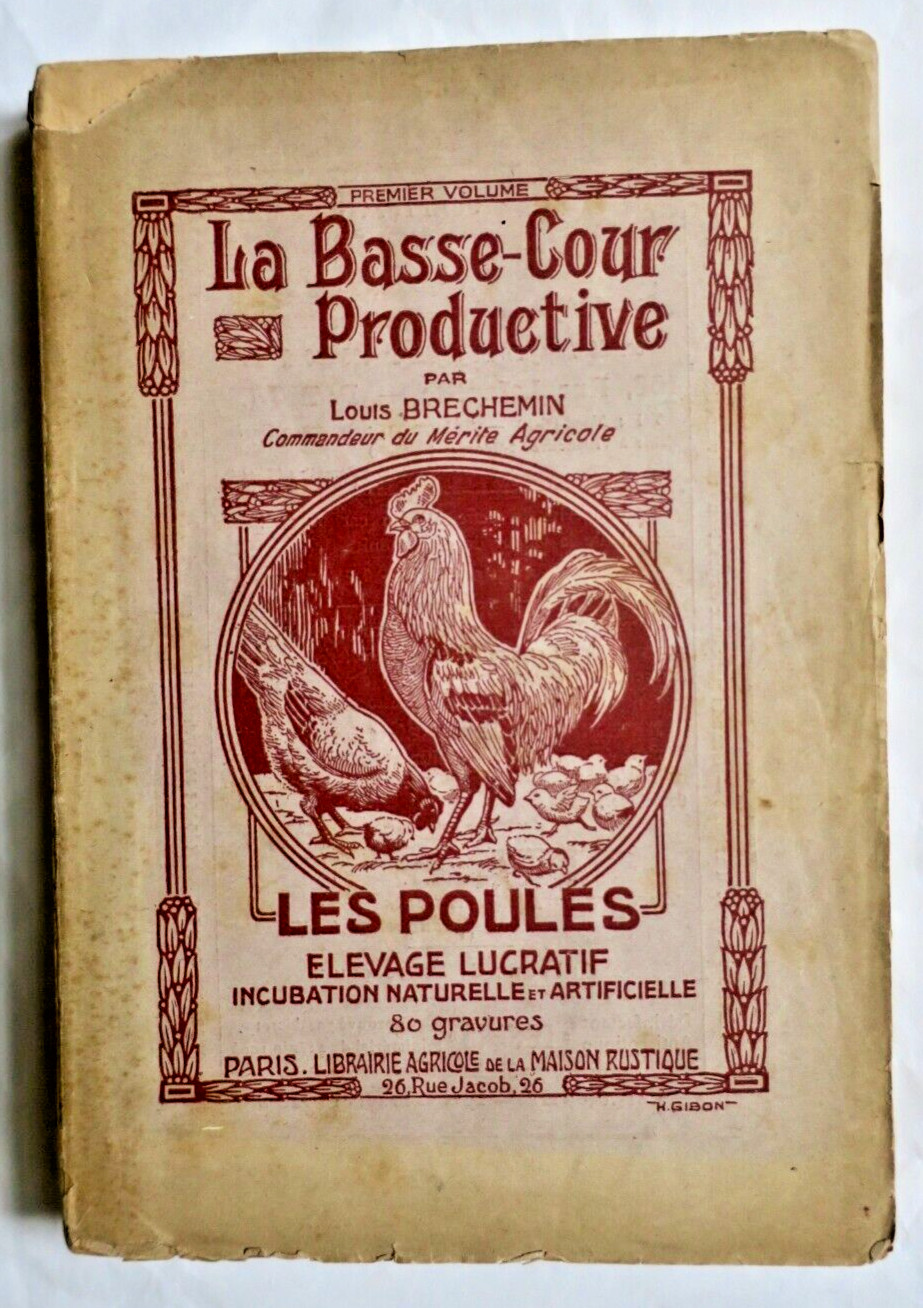 PREMIER VOLUME
La Basse-Cour
Productive
PAR
Louis BRECHEMIN
Commandeur du Mérite Agricole
LES POULES
ELEVAGE LUCRATIF
INCUBATION NATURELLE ET ARTIFICIELLE
80 gravures
PARIS. LIBRAIRIE AGRICOLE DE LA MAISON RUSTIQUE
26, Rue Jacob, 26
H. GIBON